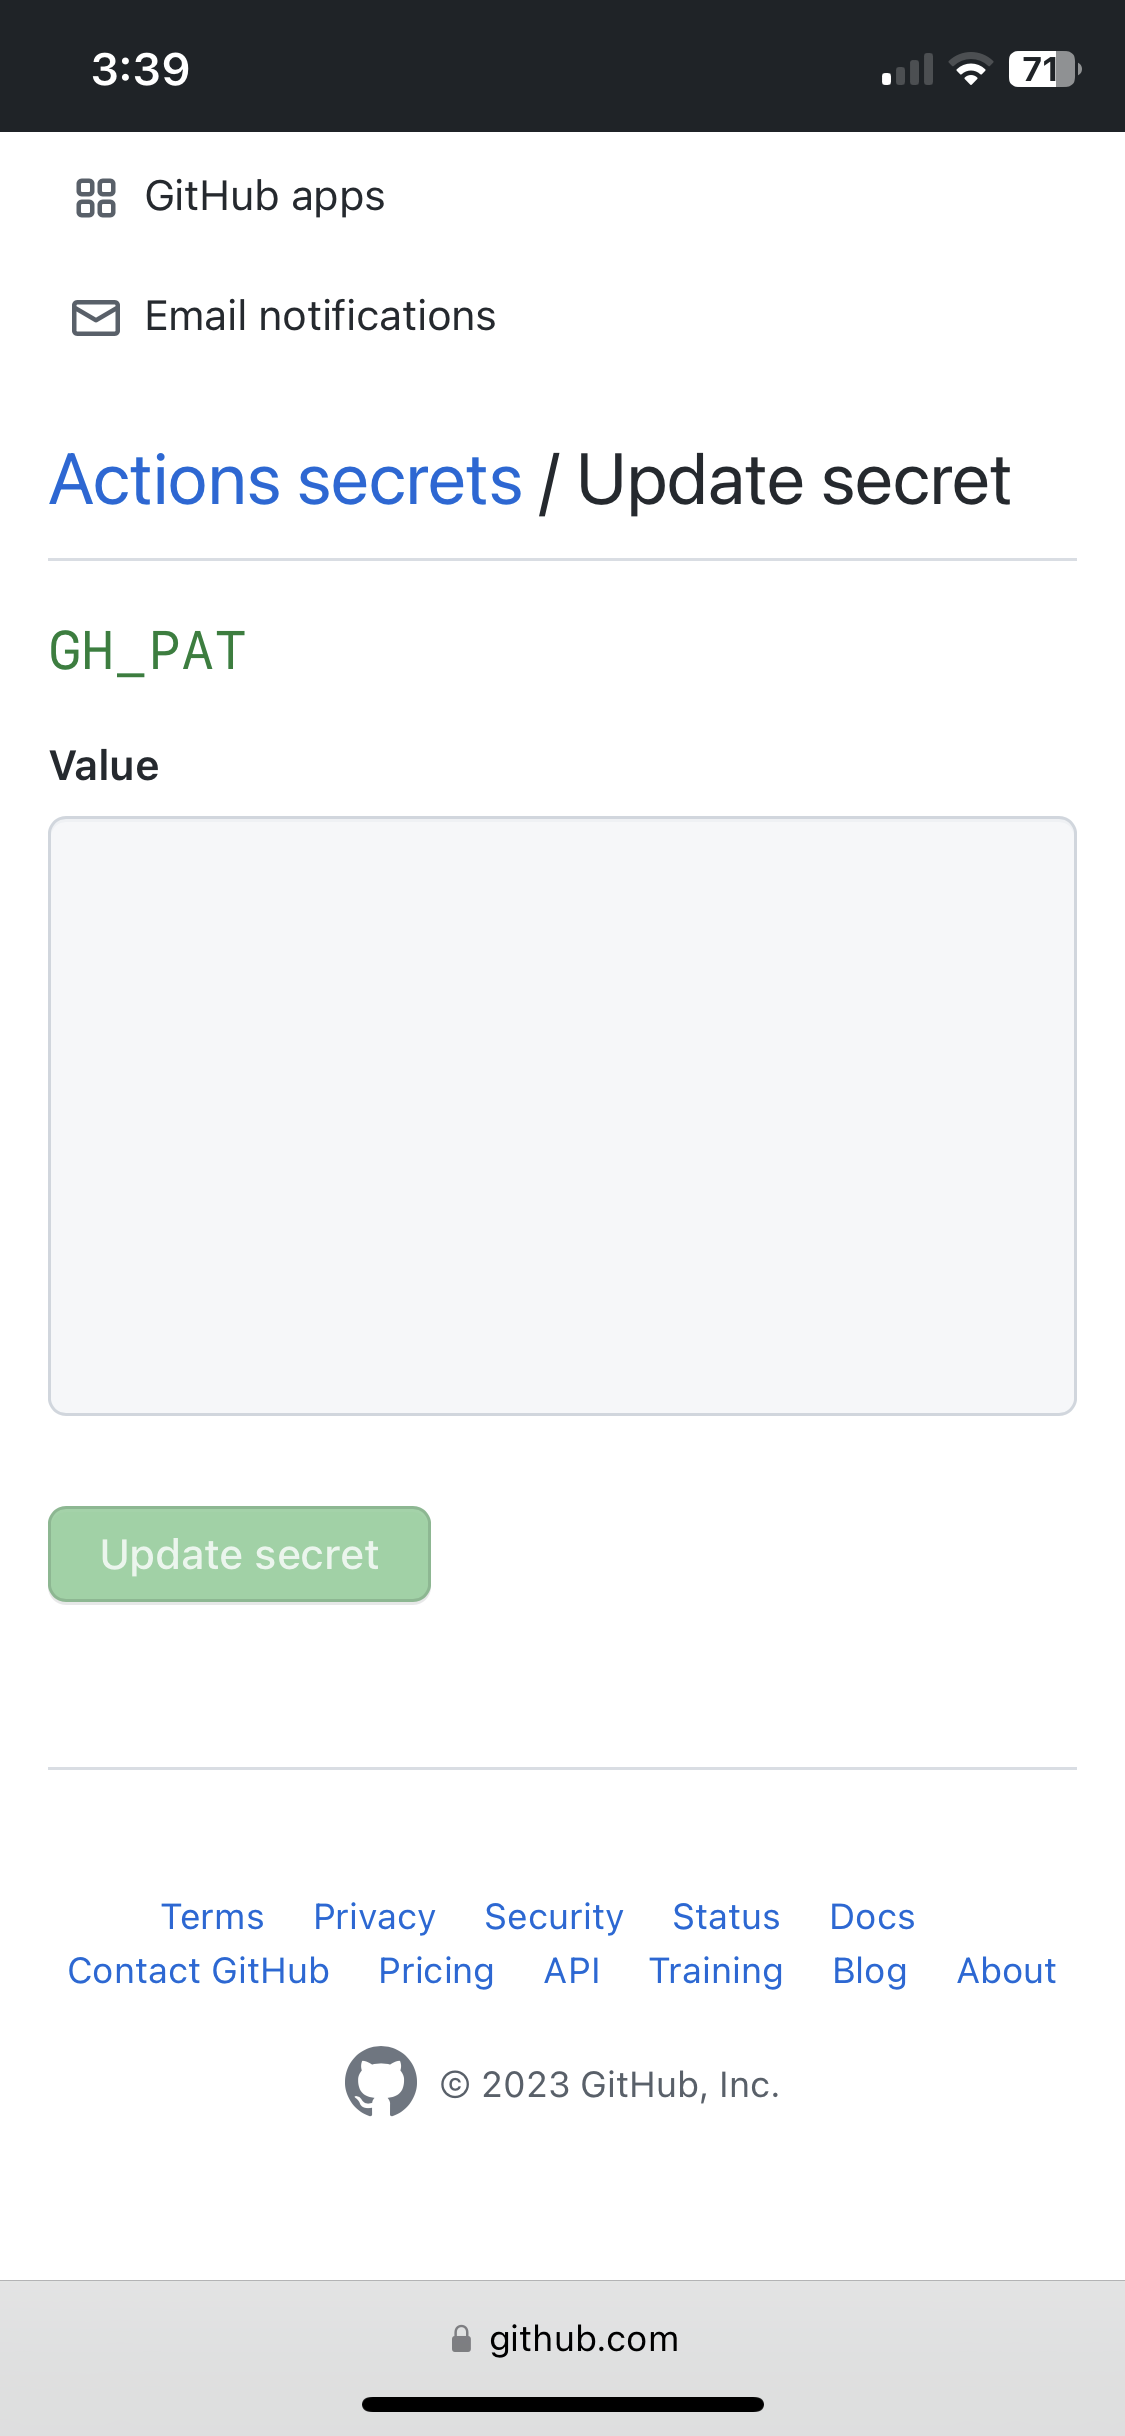 3:39
71
GitHub apps
Email notifications
Actions secrets / Update secret
GH_PAT
Value
Update secret
Terms Privacy Security Status Docs
Contact GitHub Pricing API Training Blog About
© 2023 GitHub, Inc.
github.com